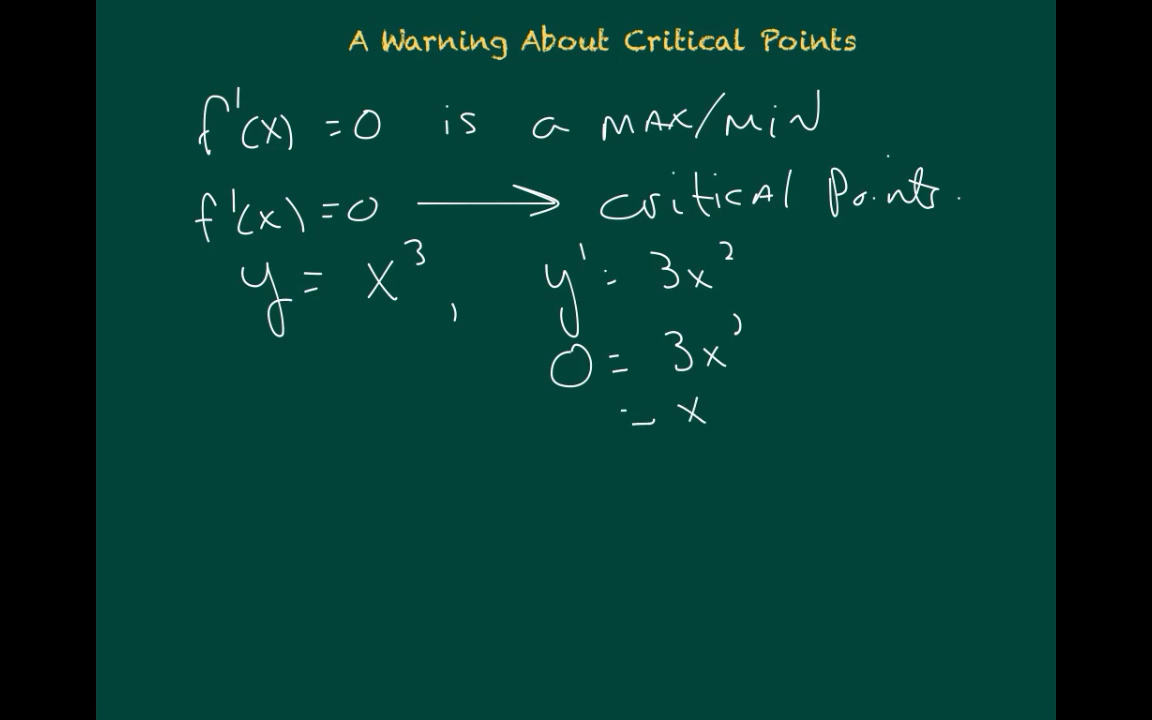 A Warning About Critical Points
f'(x) = 0 is a MAX/MIN
f'(x) = 0 → critical Points.
y = x³, y' = 3x²
0 = 3x²
= x